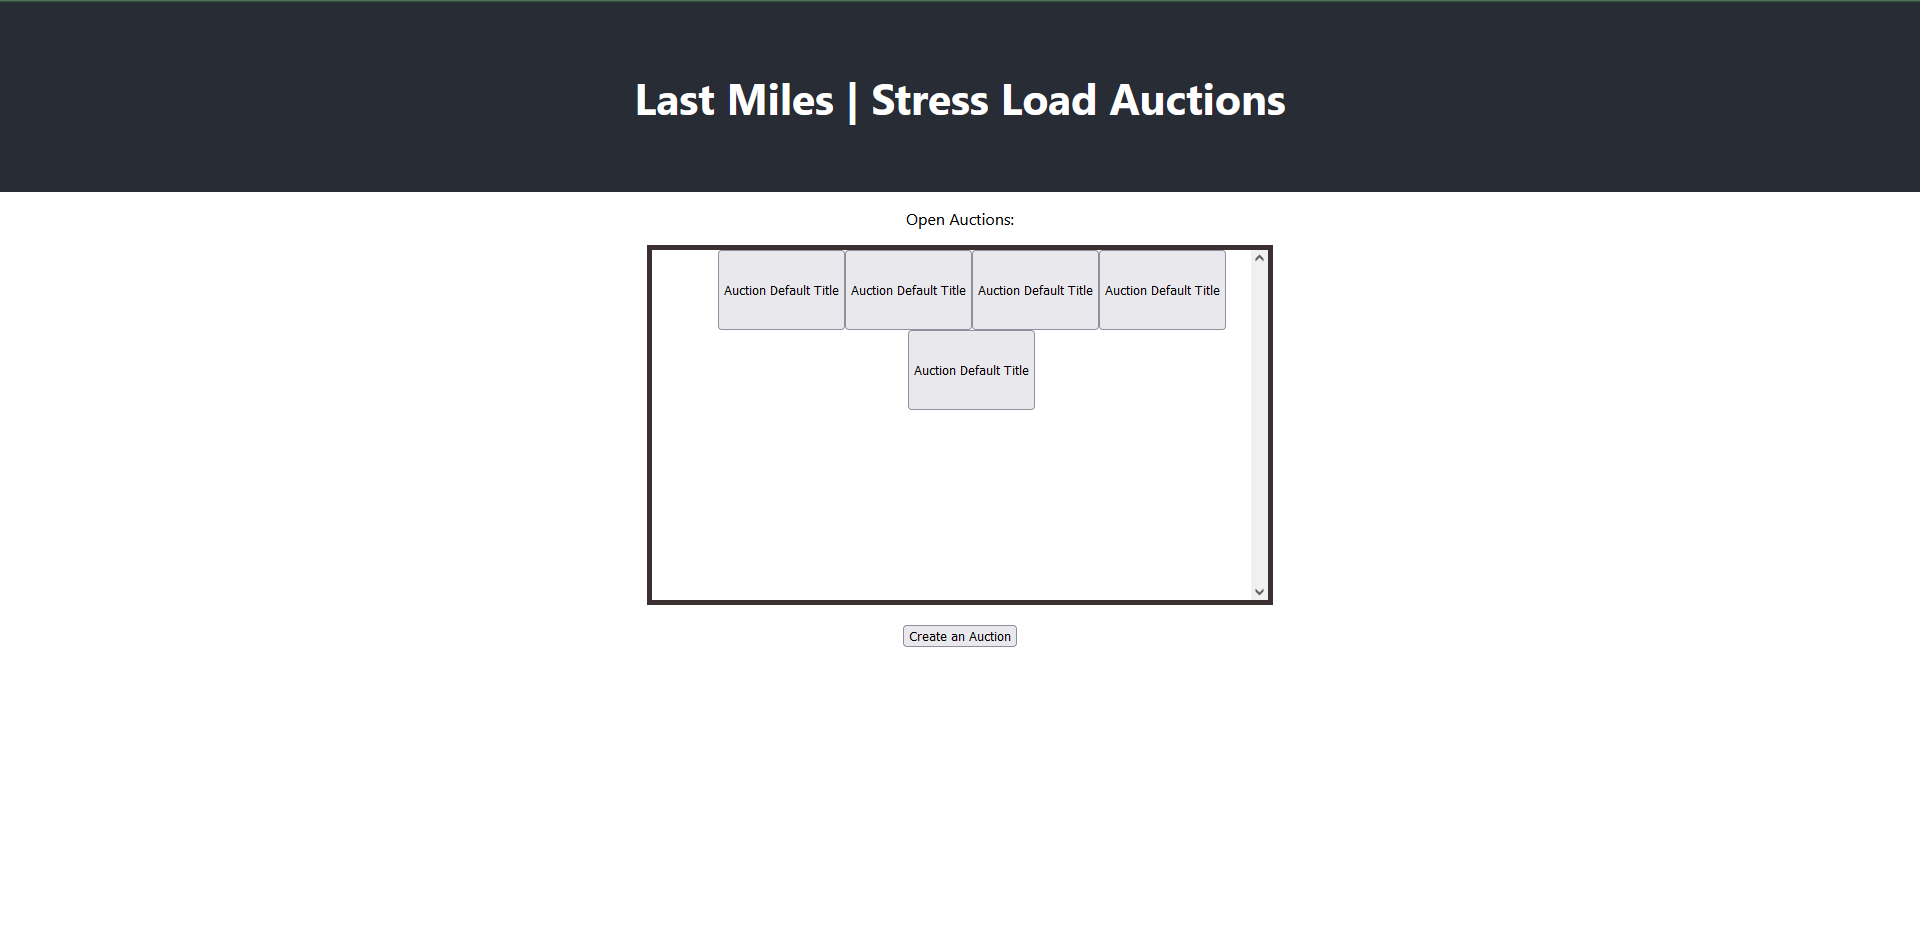 Last Miles | Stress Load Auctions
Open Auctions:
Auction Default Title Auction Default Title Auction Default Title Auction Default Title
Auction Default Title
Create an Auction